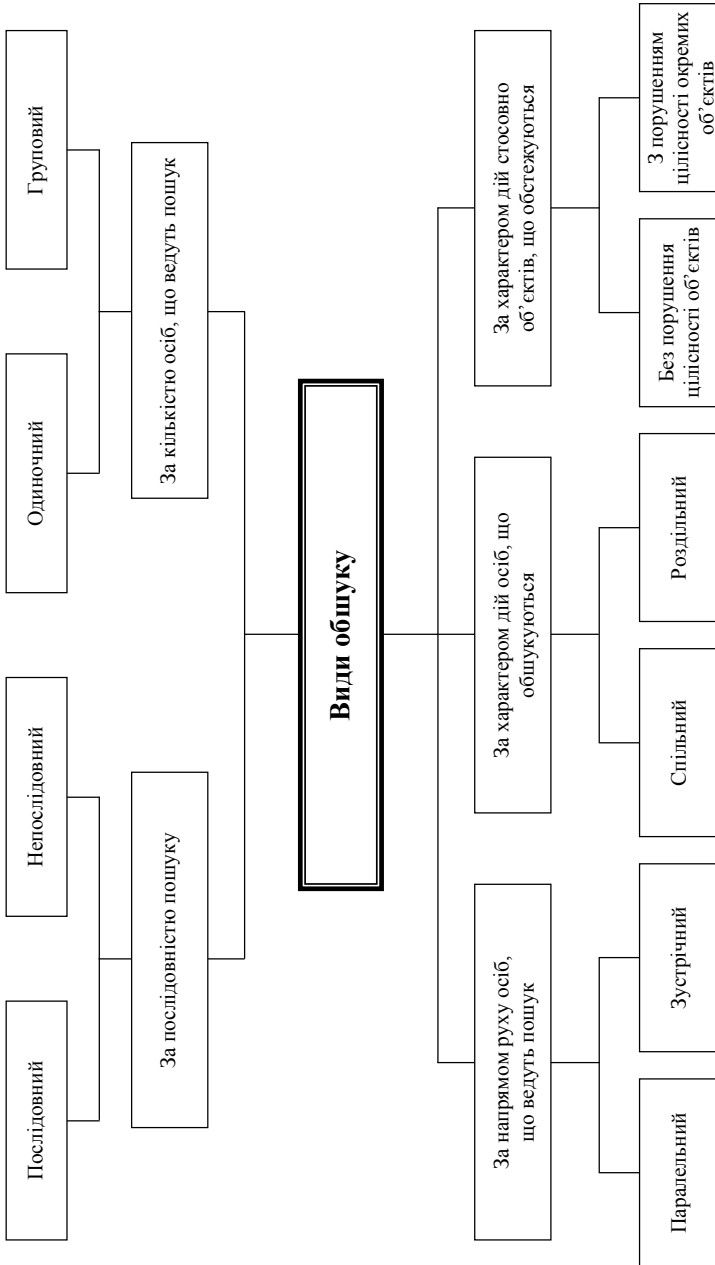 Послідовний
Непослідовний
Одиночний
Груповий
За послідовністю пошуку
За кількістю осіб, що ведуть пошук
Види обшуку
За напрямом руху осіб,
що ведуть пошук
За характером дій осіб, що
обшукуються
За характером дій стосовно
об’єктів, що обстежуються
Паралельний
Зустрічний
Спільний
Роздільний
Без порушення
цілісності об’єктів
З порушенням
цілісності окремих
об’єктів